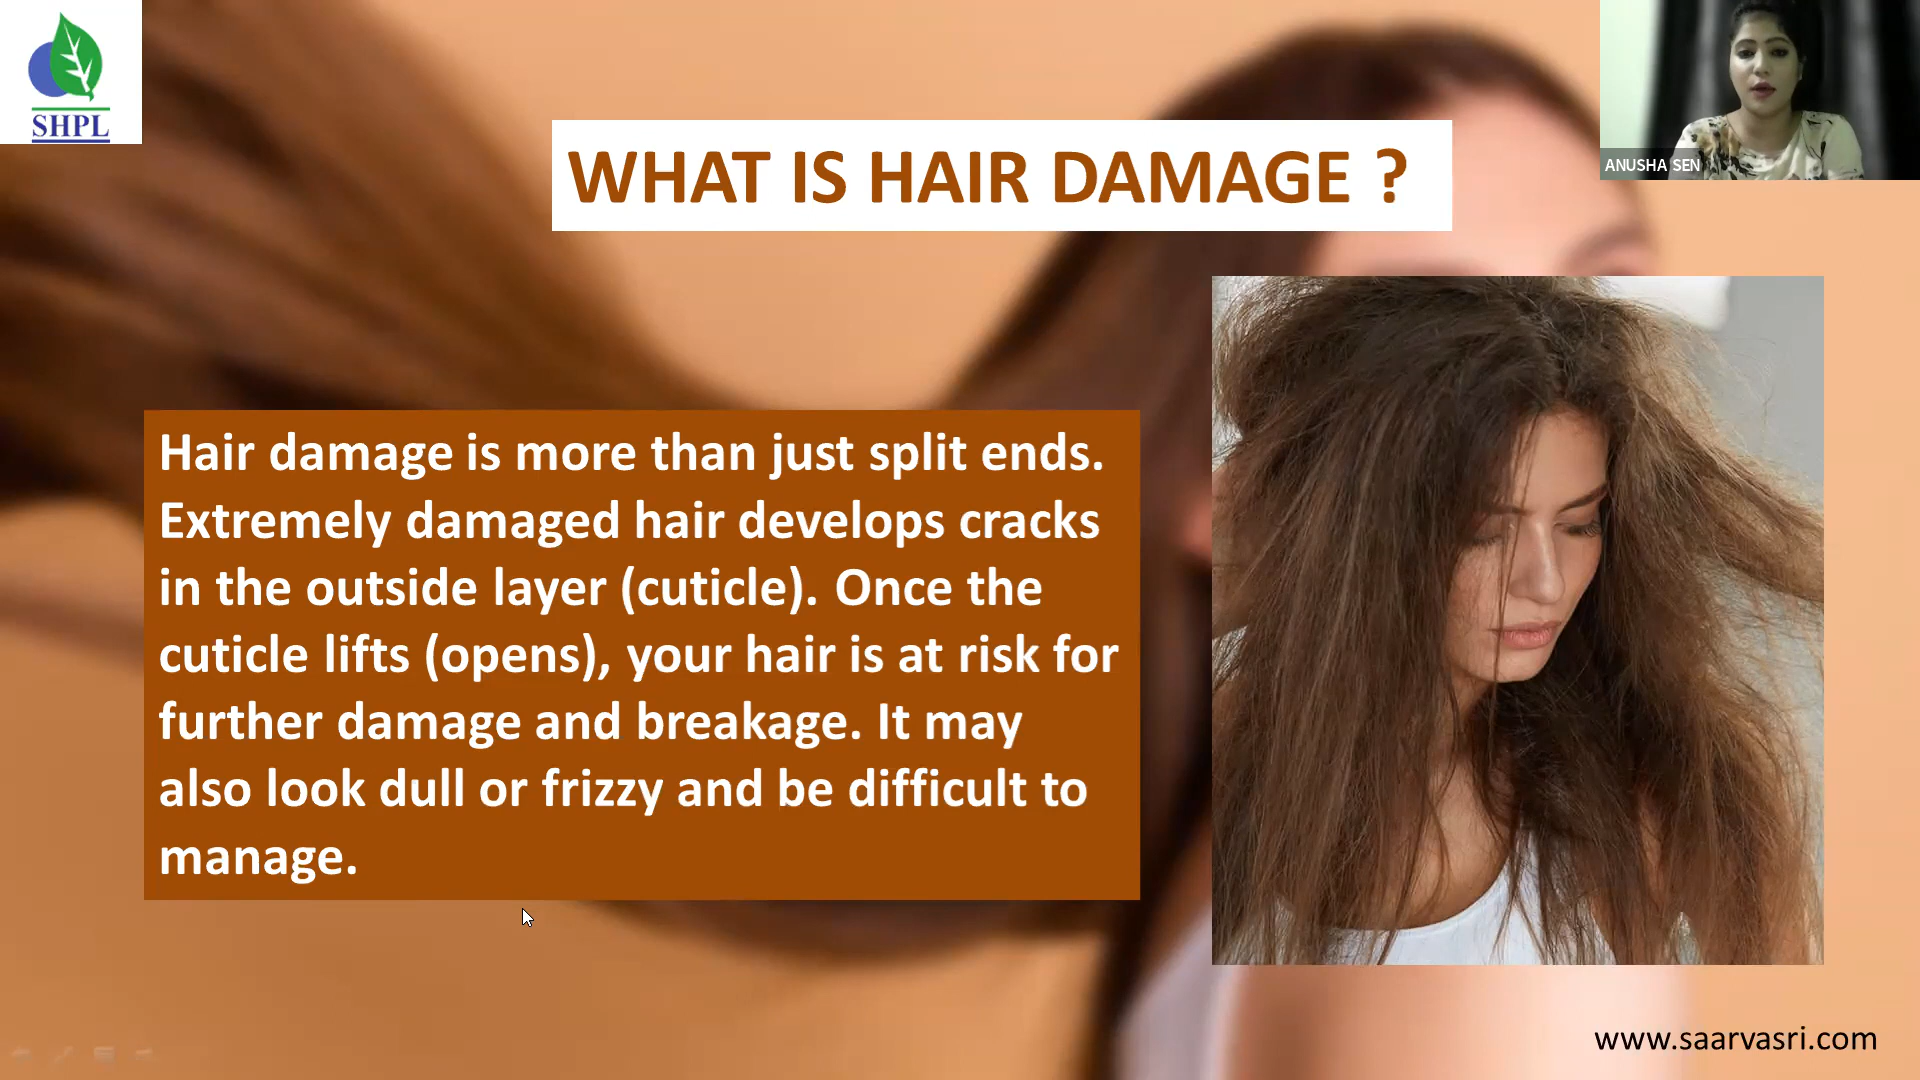 SHPL
WHAT IS HAIR DAMAGE ?
ANUSHA SEN
Hair damage is more than just split ends.
Extremely damaged hair develops cracks
in the outside layer (cuticle). Once the
cuticle lifts (opens), your hair is at risk for
further damage and breakage. It may
also look dull or frizzy and be difficult to
manage.
www.saarvasri.com